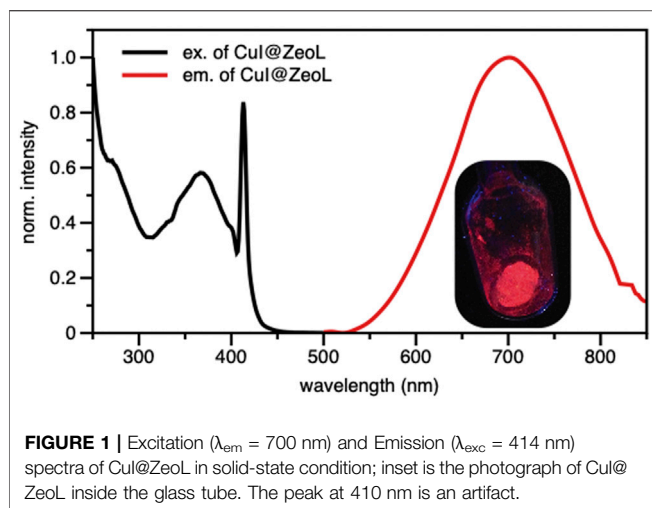 1.0
0.8
0.6
0.4
0.2
0
norm. intensity
ex. of CuI@ZeoL
em. of CuI@ZeoL
300 400 500 600 700 800
wavelength (nm)
FIGURE 1 | Excitation (λem = 700 nm) and Emission (λexc = 414 nm)
spectra of CuI@ZeoL in solid-state condition; inset is the photograph of CuI@
ZeoL inside the glass tube. The peak at 410 nm is an artifact.